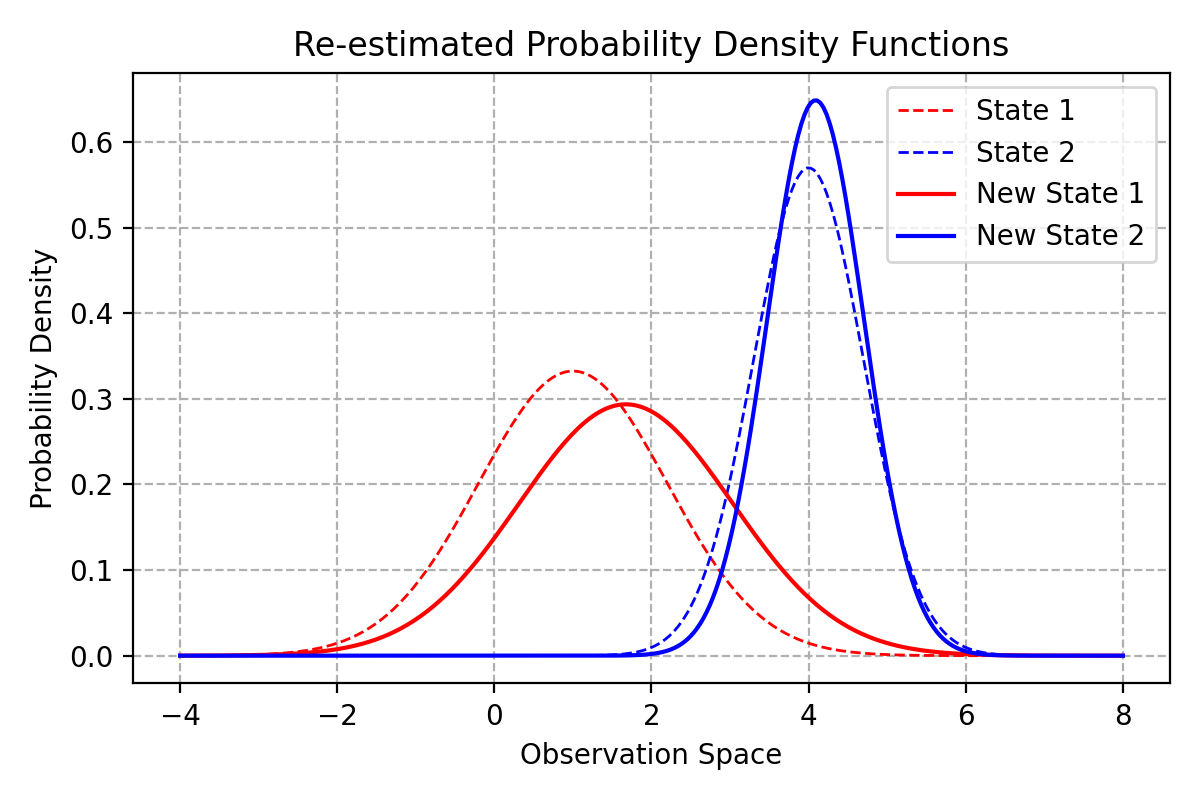 Re-estimated Probability Density Functions
State 1
State 2
New State 1
New State 2
0.6
0.5
0.4
0.3
0.2
0.1
0.0
Probability Density
−4
−2
0
2
4
6
8
Observation Space